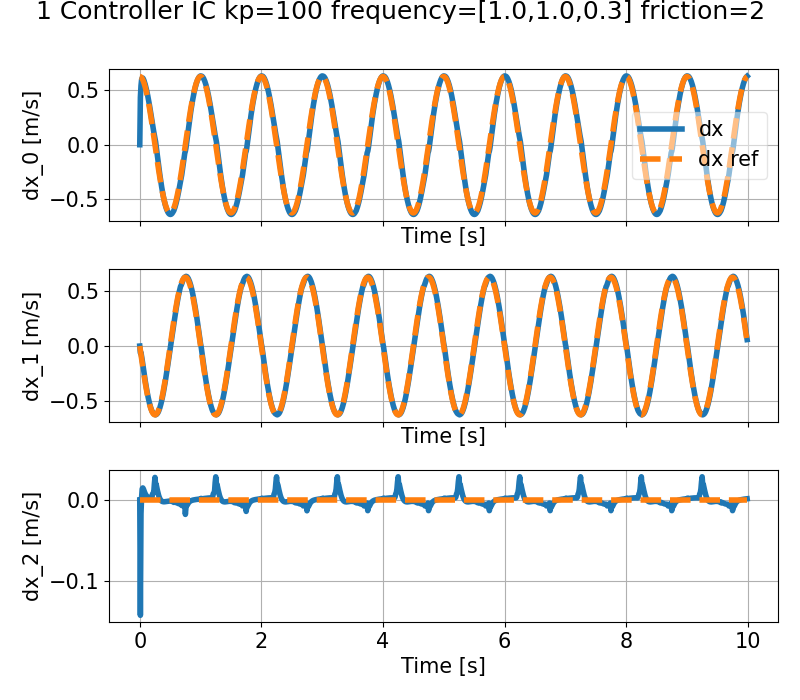 1 Controller IC kp=100 frequency=[1.0,1.0,0.3] friction=2
dx_0 [m/s]
0.5
0.0
−0.5
dx
dx ref
Time [s]
dx_1 [m/s]
0.5
0.0
−0.5
Time [s]
dx_2 [m/s]
0.0
−0.1
0 2 4 6 8 10
Time [s]